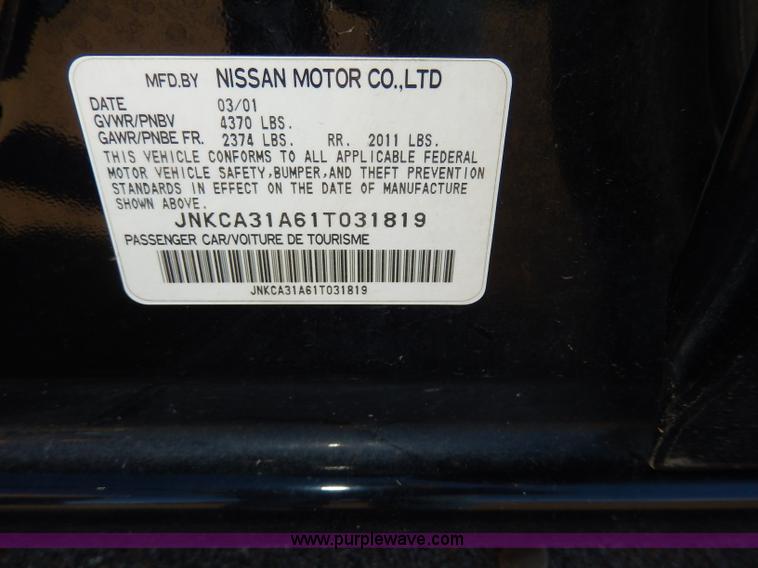 MFD.BY NISSAN MOTOR CO.,LTD
DATE 03/01
GVWR/PNBV 4370 LBS.
GAWR/PNBE FR. 2374 LBS. RR. 2011 LBS.
THIS VEHICLE CONFORMS TO ALL APPLICABLE FEDERAL
MOTOR VEHICLE SAFETY,BUMPER,AND THEFT PREVENTION
STANDARDS IN EFFECT ON THE DATE OF MANUFACTURE
SHOWN ABOVE.
JNKCA31A61T031819
PASSENGER CAR/VOITURE DE TOURISME
JNKCA31A61T031819
www.purplewave.com